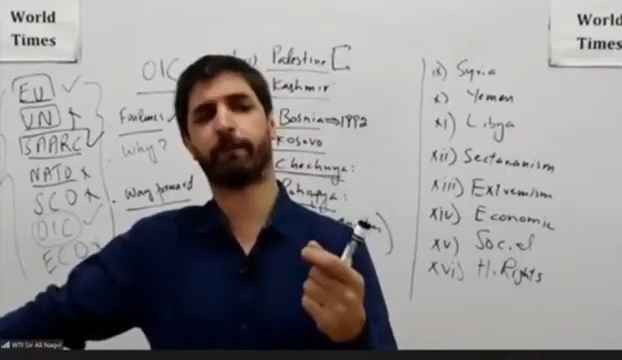 World
Times
World
Times
EU
UN
SAARC
NATO
SCO
OIC
ECO
OIC
Failures
Why?
Way forward
Palestine
Kashmir
Bosnia ⇒ 1992
Kosovo
Chechnya:
ix) Syria
x) Yemen
xi) Libya
xii) Sectarianism
xiii) Extremism
xiv) Economic
xv) Social
xvi) H. Rights
WTI Sir Ali Naqvi